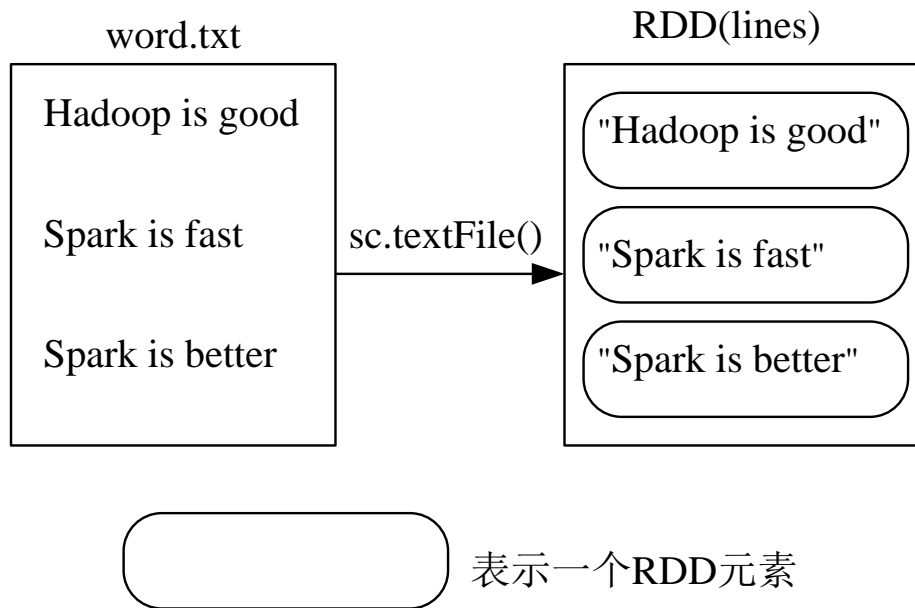 word.txt
Hadoop is good
Spark is fast
Spark is better
sc.textFile()
RDD(lines)
"Hadoop is good"
"Spark is fast"
"Spark is better"
表示一个RDD元素